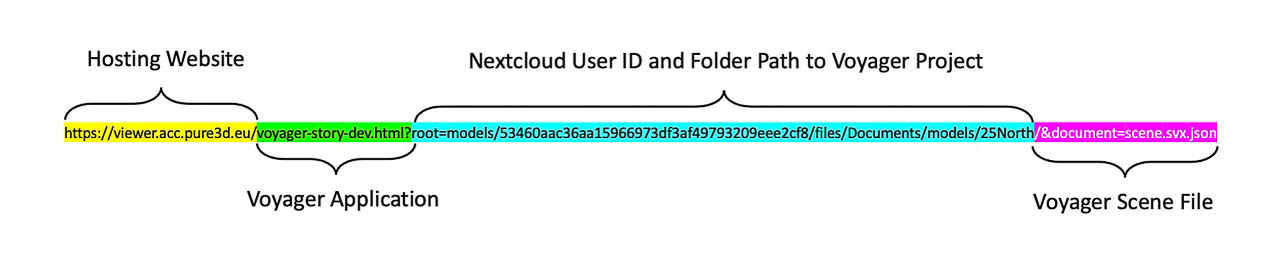 Hosting Website
Nextcloud User ID and Folder Path to Voyager Project
https://viewer.acc.pure3d.eu/voyager-story-dev.html?root=models/53460aac36aa15966973df3af49793209eee2cf8/files/Documents/models/25North/&document=scene.svx.json
Voyager Application
Voyager Scene File